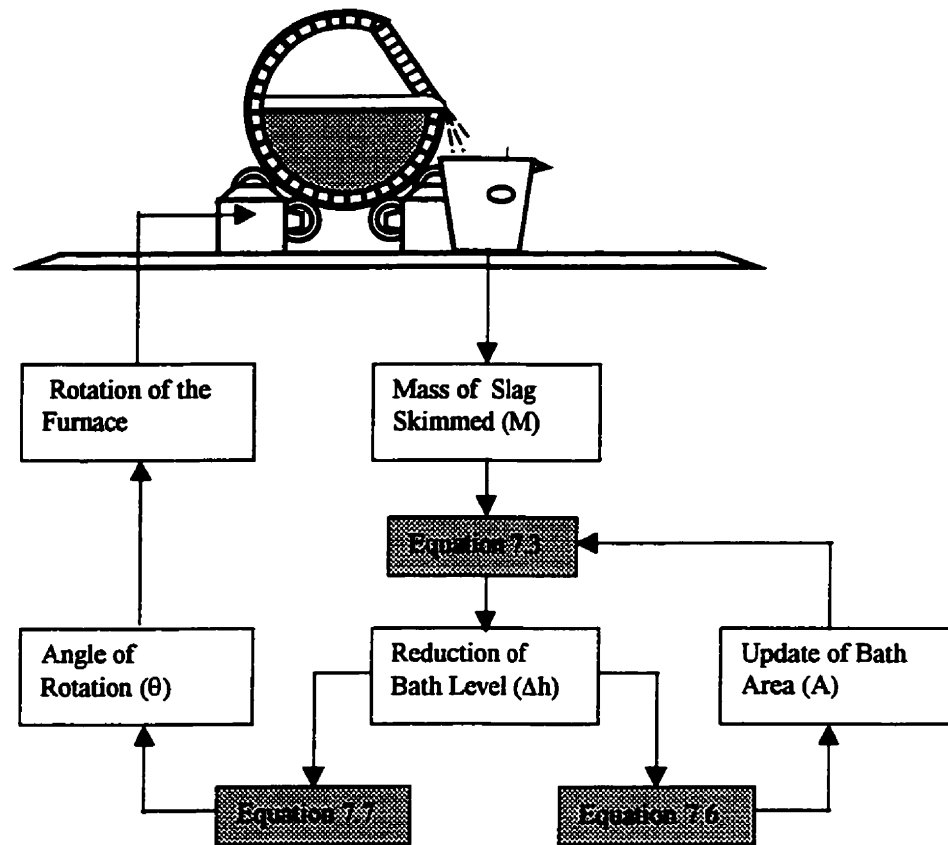 Rotation of the
Furnace
Mass of Slag
Skimmed (M)
Equation 7.3
Angle of
Rotation (θ)
Reduction of
Bath Level (Δh)
Update of Bath
Area (A)
Equation 7.7
Equation 7.6